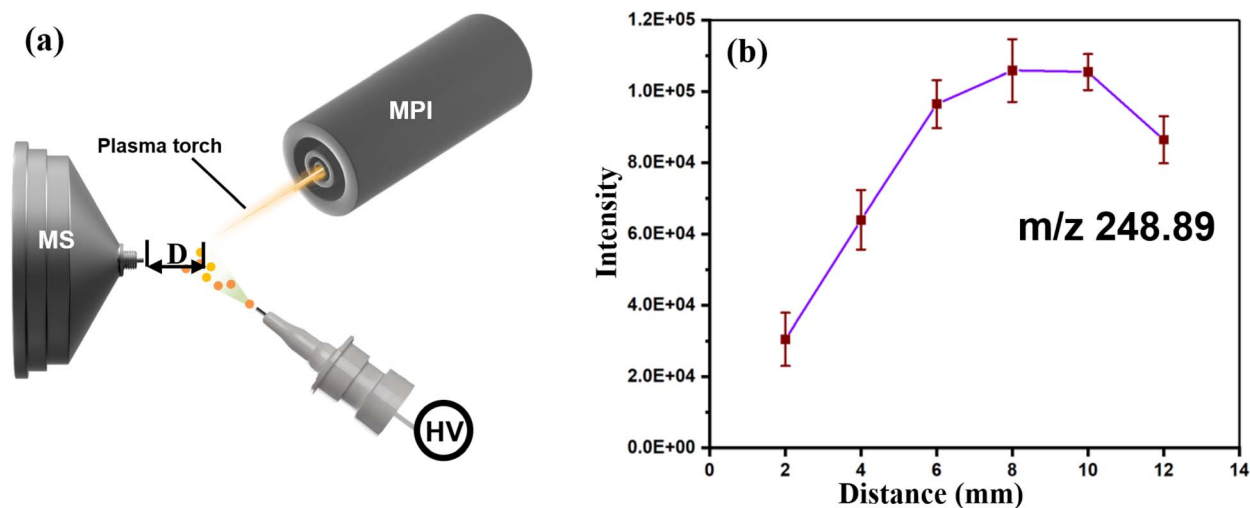 (a)
MPI
Plasma torch
MS
D
HV
(b)
1.2E+05
1.0E+05
8.0E+04
6.0E+04
4.0E+04
2.0E+04
0.0E+00
Intensity
m/z 248.89
0 2 4 6 8 10 12 14
Distance (mm)